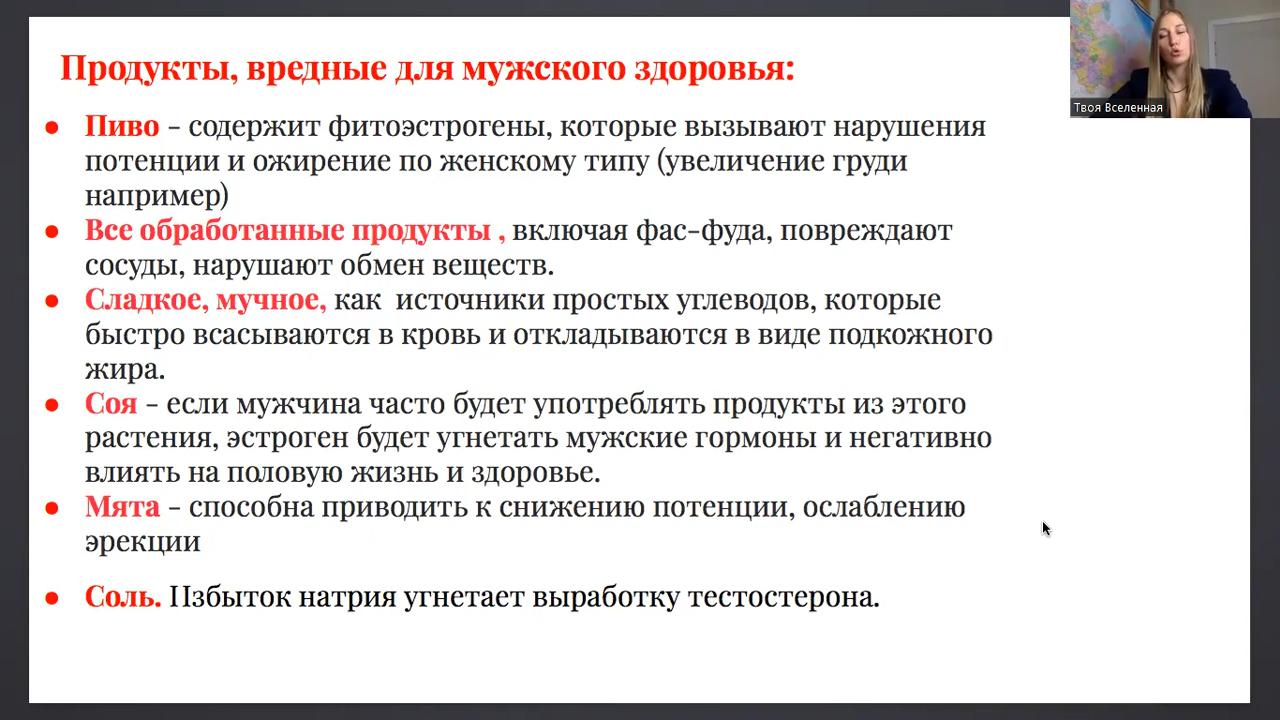 Продукты, вредные для мужского здоровья:
Твоя Вселенная
● Пиво - содержит фитоэстрогены, которые вызывают нарушения
потенции и ожирение по женскому типу (увеличение груди
например)
● Все обработанные продукты , включая фас-фуда, повреждают
сосуды, нарушают обмен веществ.
● Сладкое, мучное, как источники простых углеводов, которые
быстро всасываются в кровь и откладываются в виде подкожного
жира.
● Соя - если мужчина часто будет употреблять продукты из этого
растения, эстроген будет угнетать мужские гормоны и негативно
влиять на половую жизнь и здоровье.
● Мята - способна приводить к снижению потенции, ослаблению
эрекции
● Соль. Избыток натрия угнетает выработку тестостерона.